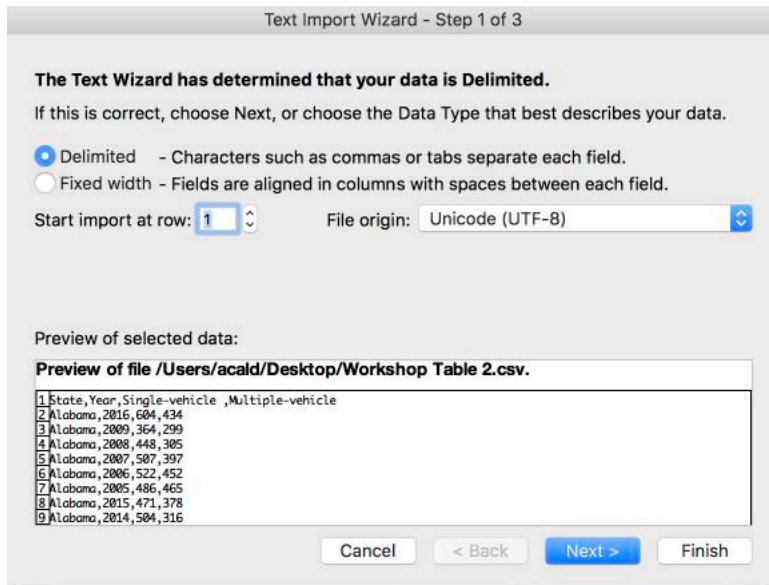 Text Import Wizard - Step 1 of 3
The Text Wizard has determined that your data is Delimited.
If this is correct, choose Next, or choose the Data Type that best describes your data.
Delimited - Characters such as commas or tabs separate each field.
Fixed width - Fields are aligned in columns with spaces between each field.
Start import at row: 1 File origin: Unicode (UTF-8)
Preview of selected data:
Preview of file /Users/acald/Desktop/Workshop Table 2.csv.
1 State,Year,Single-vehicle ,Multiple-vehicle
2 Alabama,2016,604,434
3 Alabama,2009,364,299
4 Alabama,2008,448,305
5 Alabama,2007,507,397
6 Alabama,2006,522,452
7 Alabama,2005,486,465
8 Alabama,2015,471,378
9 Alabama,2014,504,316
Cancel < Back Next > Finish